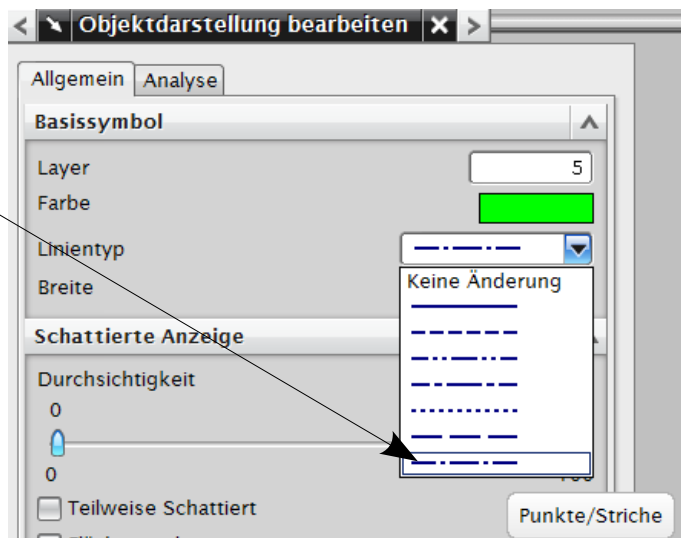 Objektdarstellung bearbeiten
Allgemein Analyse
Basissymbol
Layer 5
Farbe
Linientyp
Breite
Keine Änderung
Schattierte Anzeige
Durchsichtigkeit
0
0
Teilweise Schattiert
Punkte/Striche